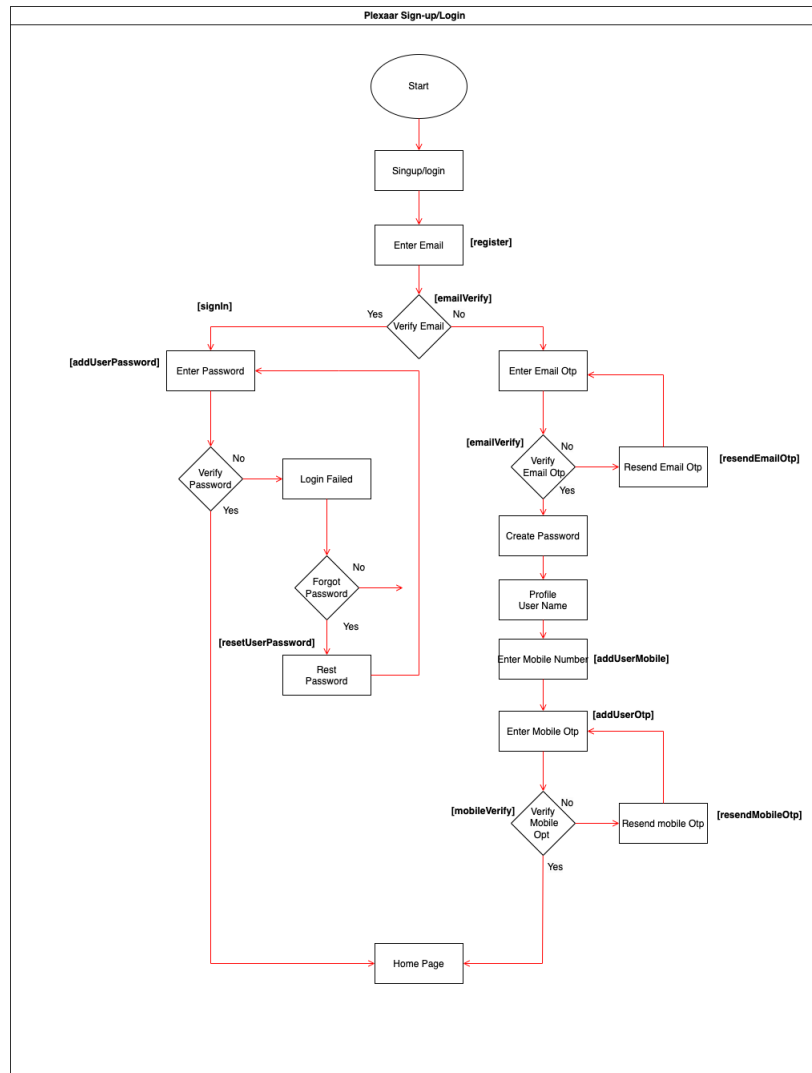 Plexaar Sign-up/Login
Start
Singup/login
Enter Email
[register]
[signIn]
[emailVerify]
Yes
No
Verify Email
[addUserPassword]
Enter Password
Enter Email Otp
[emailVerify]
No
No
Verify
Password
Login Failed
Verify
Email Otp
Resend Email Otp
[resendEmailOtp]
Yes
Yes
Create Password
No
Forgot
Password
Profile
User Name
Yes
[resetUserPassword]
Rest
Password
Enter Mobile Number
[addUserMobile]
[addUserOtp]
Enter Mobile Otp
[mobileVerify]
No
Verify
Mobile
Opt
Resend mobile Otp
[resendMobileOtp]
Yes
Home Page